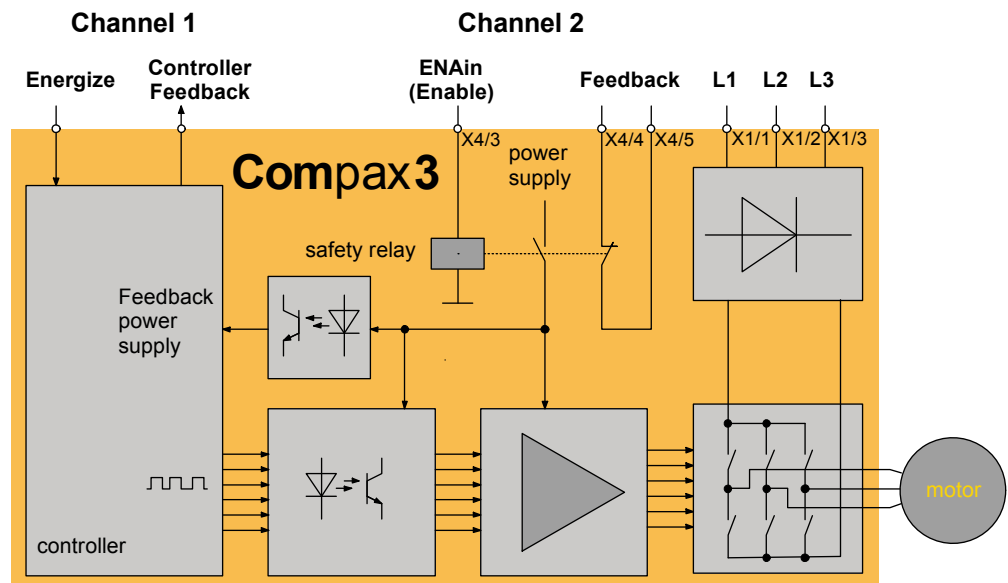 Channel 1
Channel 2
Energize
Controller
Feedback
ENAin
(Enable)
Feedback
L1
L2
L3
X4/3
X4/4
X4/5
X1/1
X1/2
X1/3
Compax3
power
supply
safety relay
Feedback
power
supply
controller
motor